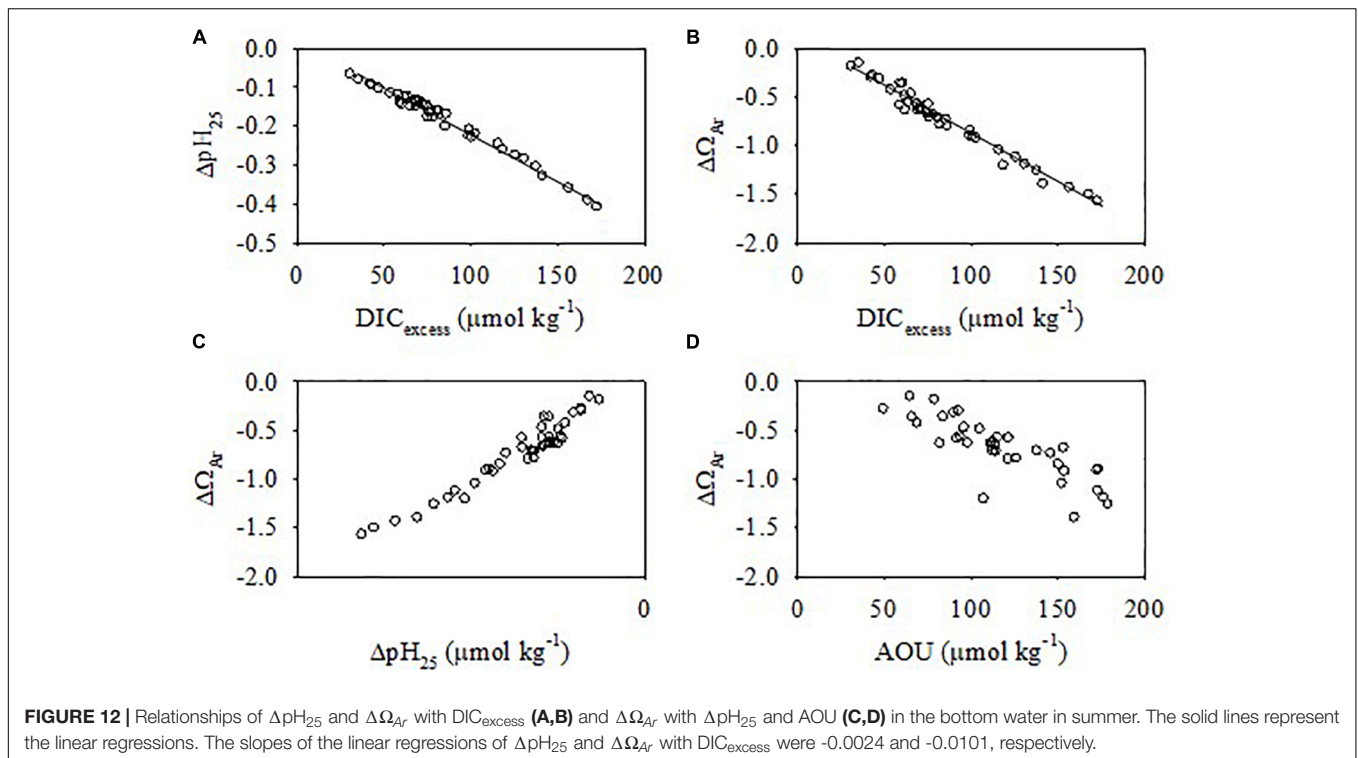 A
0.0
-0.1
-0.2
-0.3
-0.4
-0.5
ΔpH₂₅
0 50 100 150 200
DICexcess (μmol kg⁻¹)
B
0.0
-0.5
-1.0
-1.5
-2.0
ΔΩAr
0 50 100 150 200
DICexcess (μmol kg⁻¹)
C
0.0
-0.5
-1.0
-1.5
-2.0
ΔΩAr
0
ΔpH₂₅ (μmol kg⁻¹)
D
0.0
-0.5
-1.0
-1.5
-2.0
ΔΩAr
0 50 100 150 200
AOU (μmol kg⁻¹)
FIGURE 12 | Relationships of ΔpH₂₅ and ΔΩAr with DICexcess (A,B) and ΔΩAr with ΔpH₂₅ and AOU (C,D) in the bottom water in summer. The solid lines represent
the linear regressions. The slopes of the linear regressions of ΔpH₂₅ and ΔΩAr with DICexcess were -0.0024 and -0.0101, respectively.